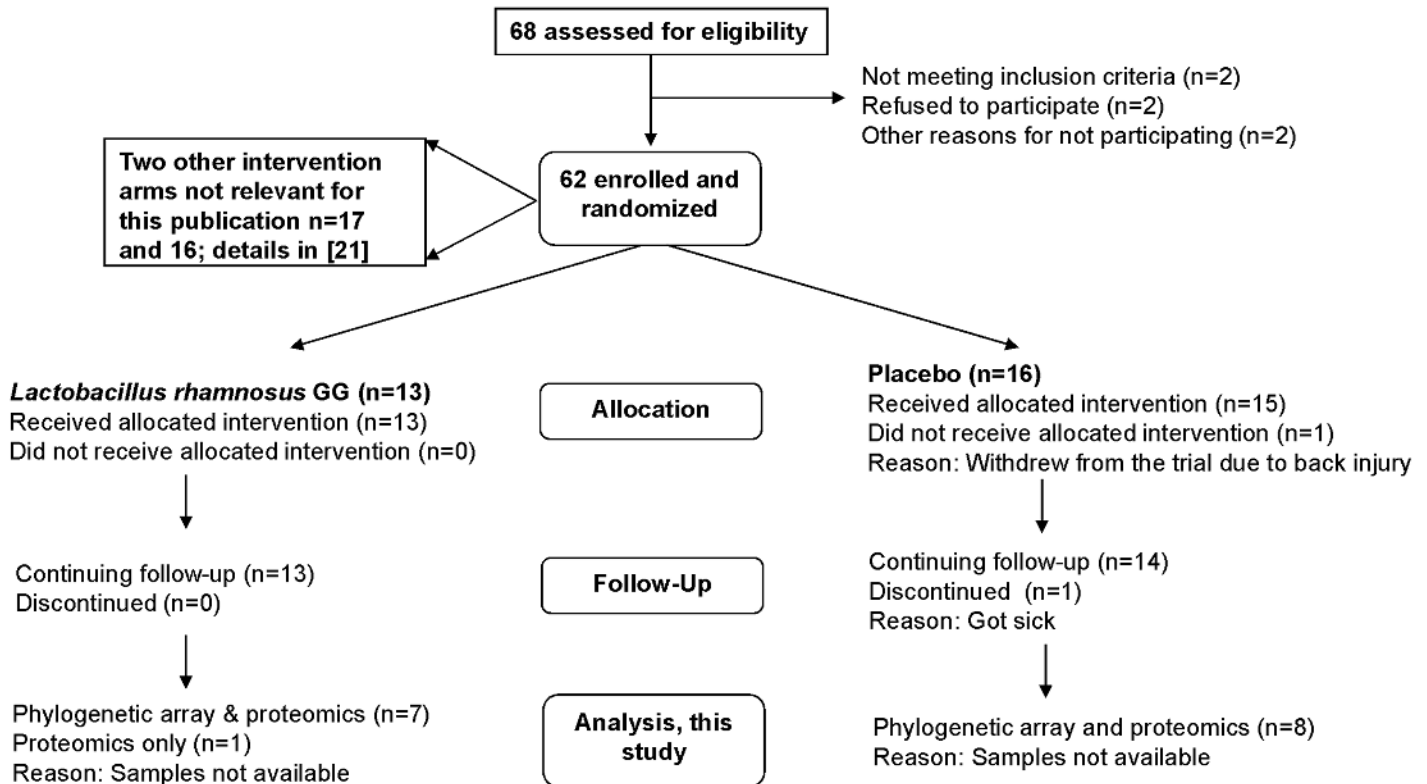 68 assessed for eligibility
Not meeting inclusion criteria (n=2)
Refused to participate (n=2)
Other reasons for not participating (n=2)
Two other intervention
arms not relevant for
this publication n=17
and 16; details in [21]
62 enrolled and
randomized
Lactobacillus rhamnosus GG (n=13)
Received allocated intervention (n=13)
Did not receive allocated intervention (n=0)
Allocation
Placebo (n=16)
Received allocated intervention (n=15)
Did not receive allocated intervention (n=1)
Reason: Withdrew from the trial due to back injury
Continuing follow-up (n=13)
Discontinued (n=0)
Follow-Up
Continuing follow-up (n=14)
Discontinued (n=1)
Reason: Got sick
Phylogenetic array & proteomics (n=7)
Proteomics only (n=1)
Reason: Samples not available
Analysis, this
study
Phylogenetic array and proteomics (n=8)
Reason: Samples not available